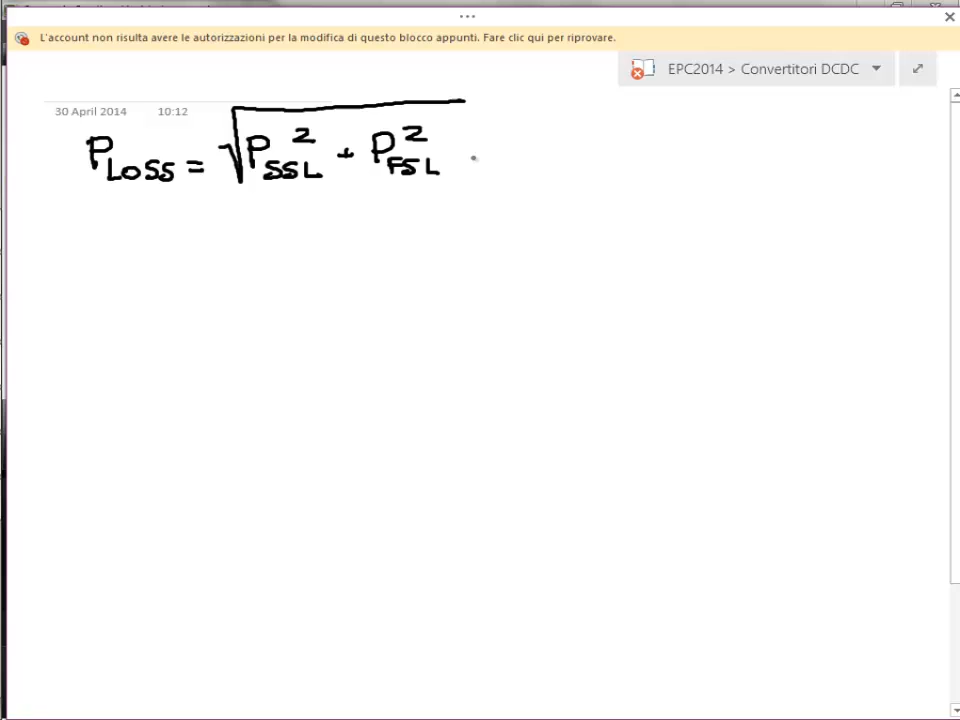 L'account non risulta avere le autorizzazioni per la modifica di questo blocco appunti. Fare clic qui per riprovare.
EPC2014 > Convertitori DCDC
30 April 2014 10:12
P_LOSS = √(P_SSL² + P_FSL²)